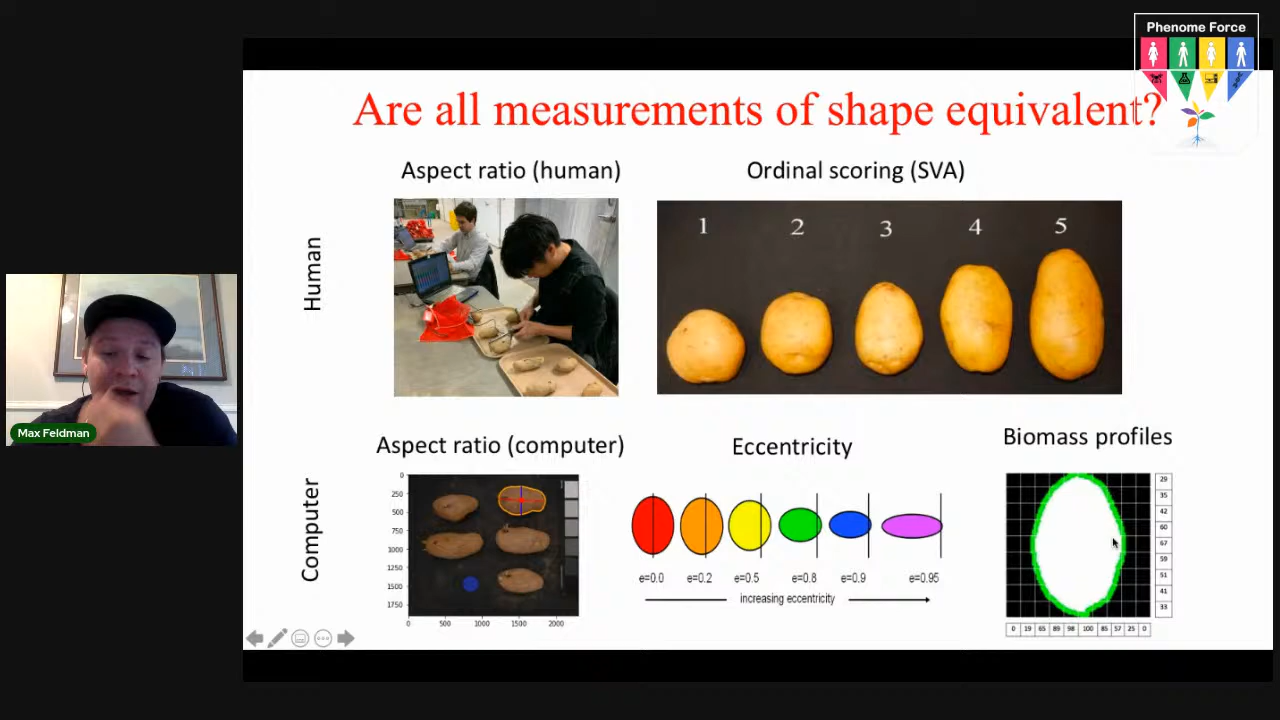 Phenome Force
Are all measurements of shape equivalent?
Aspect ratio (human)
Ordinal scoring (SVA)
Human
1 2 3 4 5
Max Feldman
Aspect ratio (computer)
Eccentricity
Biomass profiles
Computer
0
250
500
750
1000
1250
1500
1750
0 500 1000 1500 2000
e=0.0 e=0.2 e=0.5 e=0.8 e=0.9 e=0.95
increasing eccentricity
29
35
42
60
67
59
51
41
33
0 19 65 89 98 100 85 57 25 0